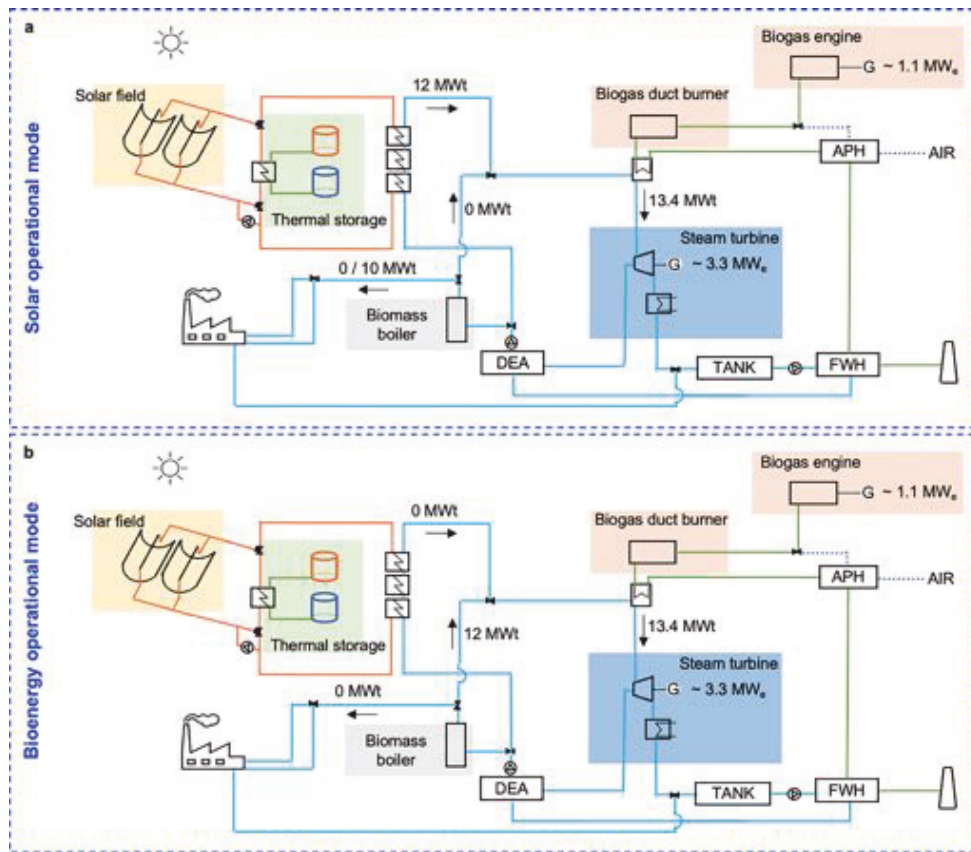 a
Solar operational mode
Solar field
Thermal storage
12 MWt
0 MWt
0 / 10 MWt
Biomass
boiler
DEA
Biogas engine
G ~ 1.1 MWe
Biogas duct burner
APH
AIR
13.4 MWt
Steam turbine
G ~ 3.3 MWe
TANK
FWH
b
Bioenergy operational mode
Solar field
Thermal storage
0 MWt
12 MWt
0 MWt
Biomass
boiler
DEA
Biogas engine
G ~ 1.1 MWe
Biogas duct burner
APH
AIR
13.4 MWt
Steam turbine
G ~ 3.3 MWe
TANK
FWH